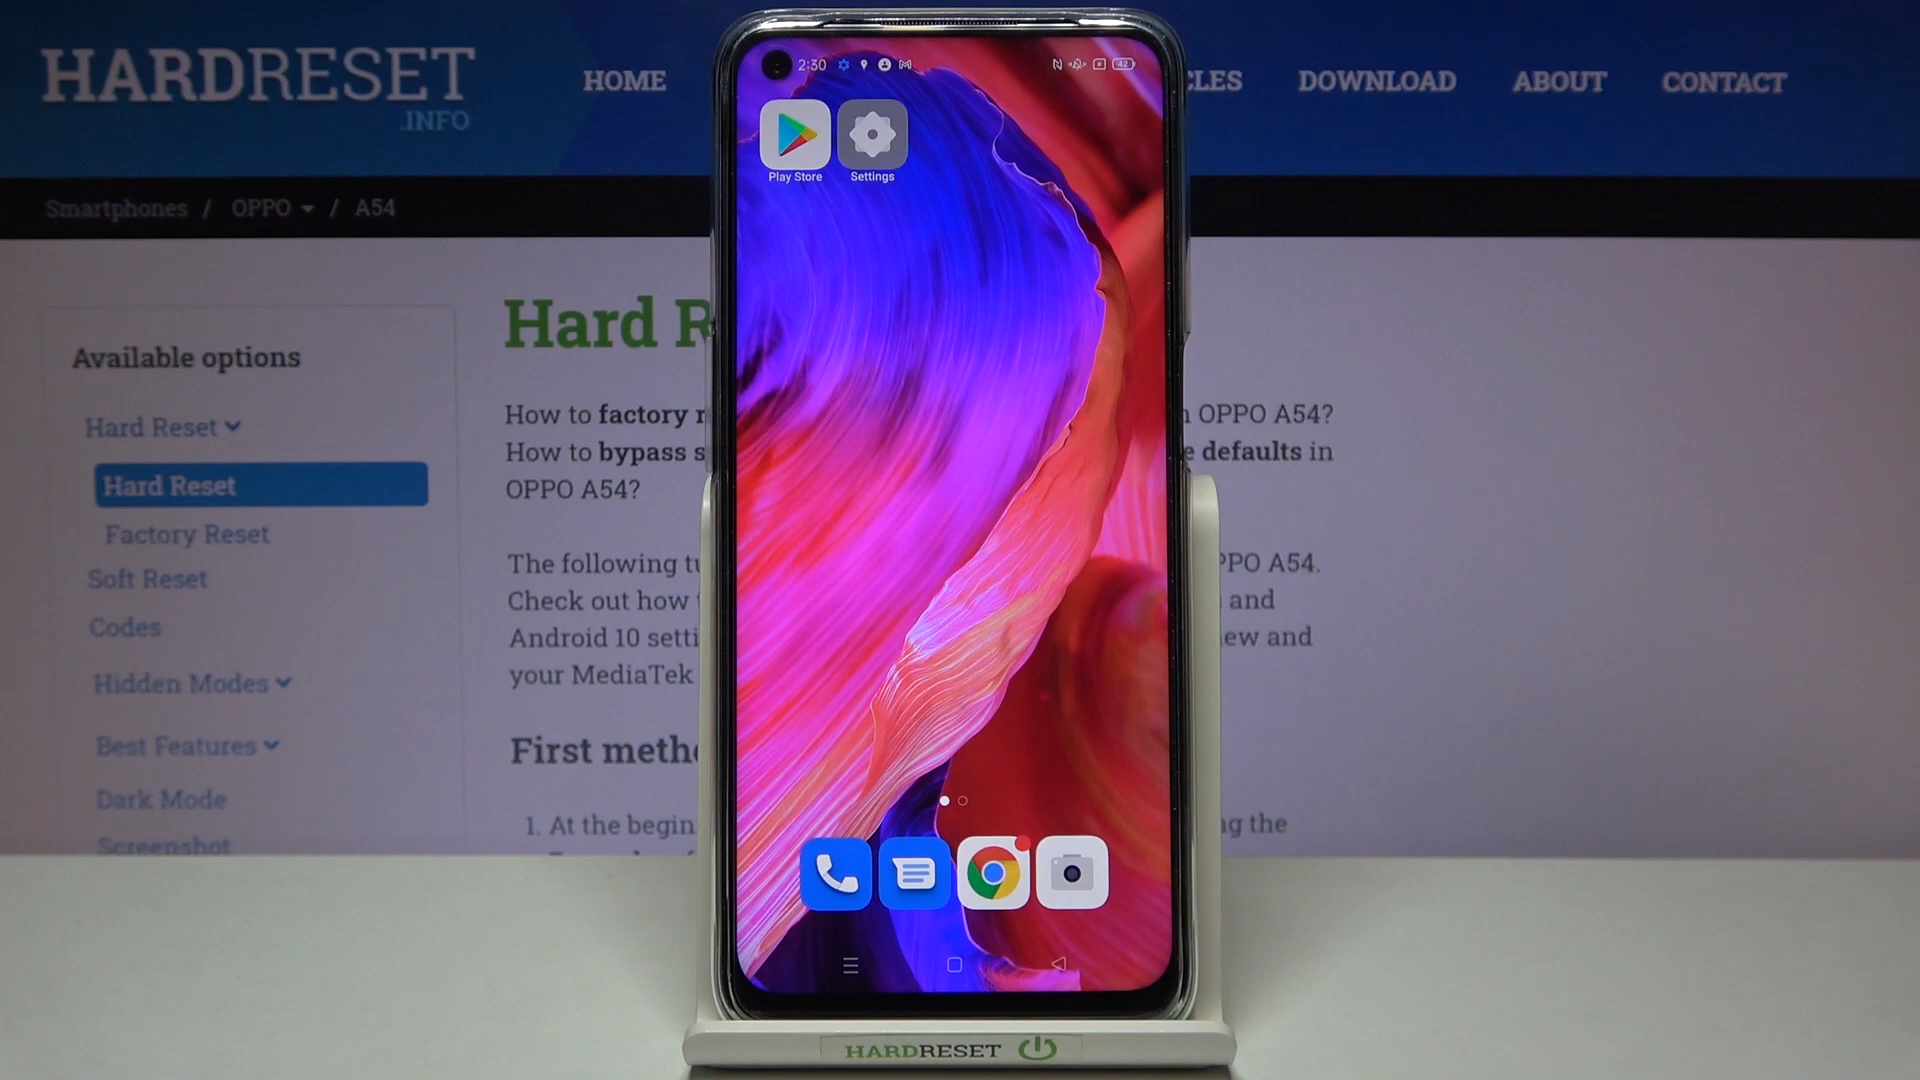 HARDRESET
.INFO
HOME
CLES
DOWNLOAD
ABOUT
CONTACT
Smartphones / OPPO / A54
Available options
Hard Reset
Hard Reset
Factory Reset
Soft Reset
Codes
Hidden Modes
Best Features
Dark Mode
Screenshot
Hard R
How to factory r
OPPO A54?
How to bypass s
e defaults in
OPPO A54?
The following tu
PPO A54.
Check out how
and
Android 10 setti
ew and
your MediaTek
First meth
1. At the begin
ng the
2:30
42
Play Store
Settings
HARDRESET